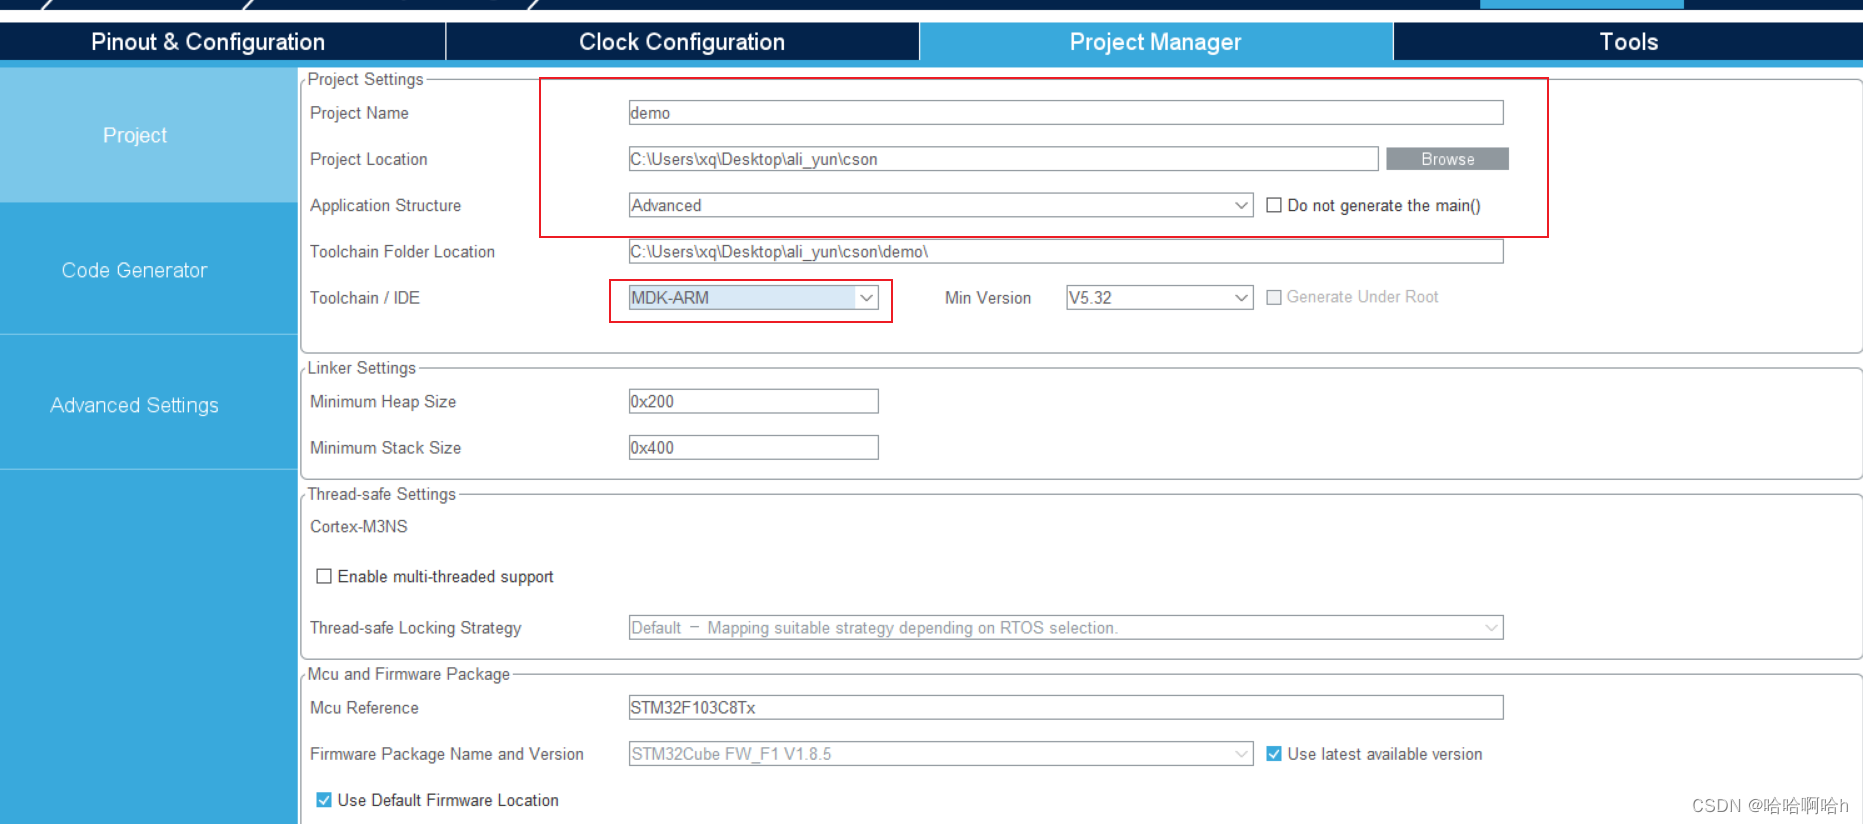 Pinout & Configuration
Clock Configuration
Project Manager
Tools
Project
Code Generator
Advanced Settings
Project Settings
Project Name
demo
Project Location
C:\Users\xq\Desktop\ali_yun\cson
Browse
Application Structure
Advanced
Do not generate the main()
Toolchain Folder Location
C:\Users\xq\Desktop\ali_yun\cson\demo\
Toolchain / IDE
MDK-ARM
Min Version
V5.32
Generate Under Root
Linker Settings
Minimum Heap Size
0x200
Minimum Stack Size
0x400
Thread-safe Settings
Cortex-M3NS
Enable multi-threaded support
Thread-safe Locking Strategy
Default － Mapping suitable strategy depending on RTOS selection.
Mcu and Firmware Package
Mcu Reference
STM32F103C8Tx
Firmware Package Name and Version
STM32Cube FW_F1 V1.8.5
Use latest available version
Use Default Firmware Location
CSDN @哈哈啊哈h